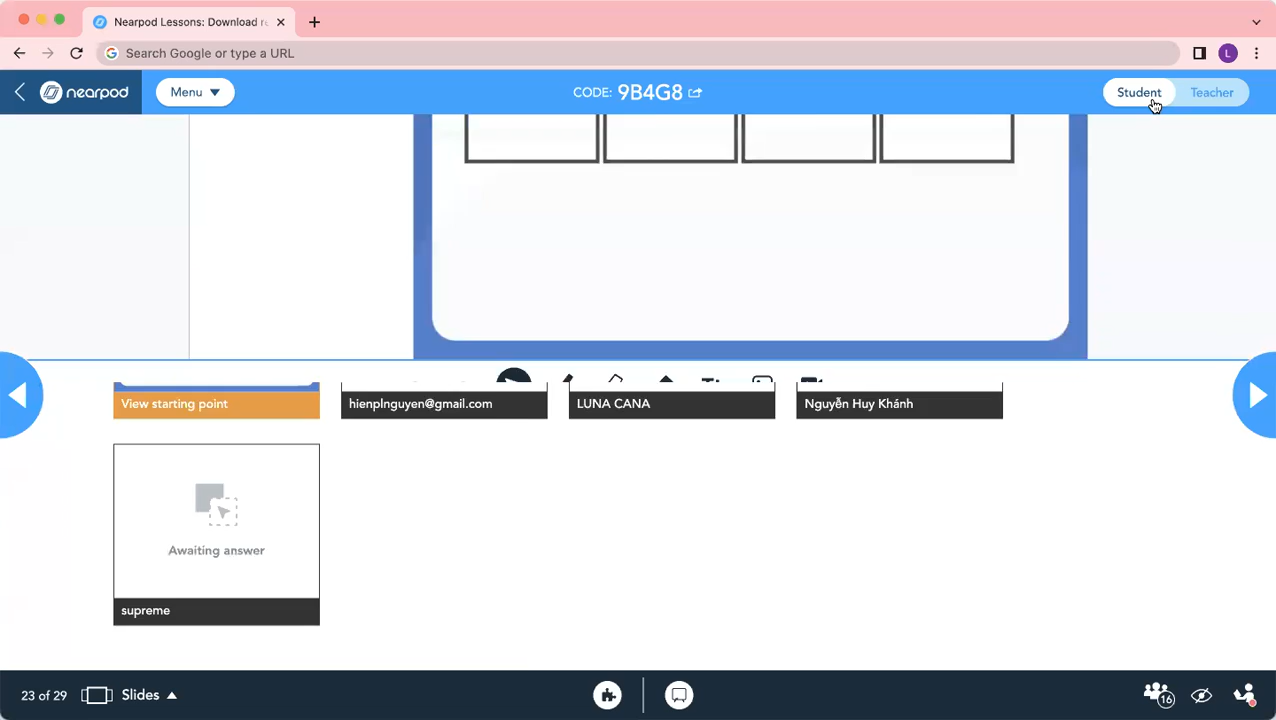 Nearpod Lessons: Download r
Search Google or type a URL
L
nearpod
Menu
CODE: 9B4G8
Student
Teacher
View starting point
hienplnguyen@gmail.com
LUNA CANA
Nguyễn Huy Khánh
Awaiting answer
supreme
23 of 29
Slides
16